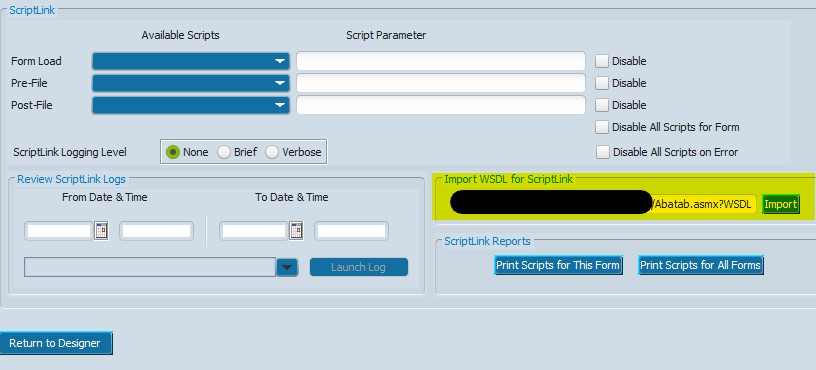 ScriptLink
Available Scripts Script Parameter
Form Load Disable
Pre-File Disable
Post-File Disable
Disable All Scripts for Form
ScriptLink Logging Level None Brief Verbose Disable All Scripts on Error
Review ScriptLink Logs
From Date & Time To Date & Time
Launch Log
Import WSDL for ScriptLink
/Abatab.asmx?WSDL Import
ScriptLink Reports
Print Scripts for This Form Print Scripts for All Forms
Return to Designer